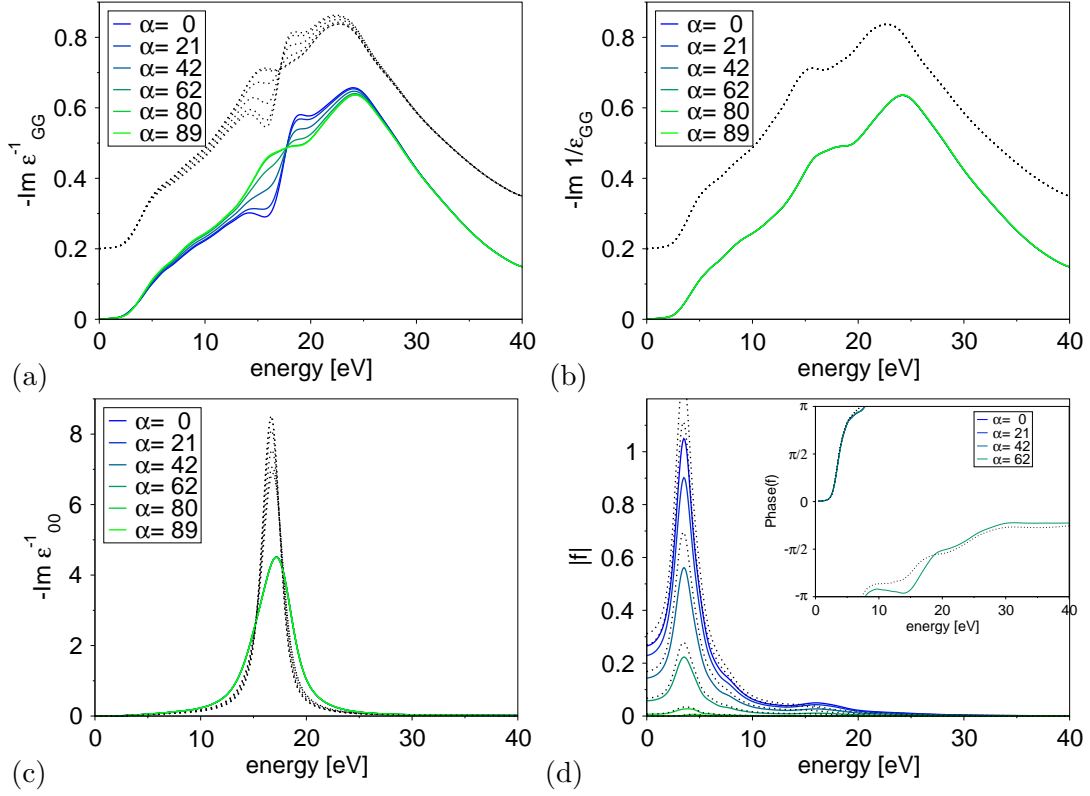 -Im ε⁻¹GG
0.8
0.6
0.4
0.2
0
α= 0
α= 21
α= 42
α= 62
α= 80
α= 89
0 10 20 30 40
energy [eV]
(a)
-Im 1/εGG
0.8
0.6
0.4
0.2
0
α= 0
α= 21
α= 42
α= 62
α= 80
α= 89
0 10 20 30 40
energy [eV]
(b)
-Im ε⁻¹00
8
6
4
2
0
α= 0
α= 21
α= 42
α= 62
α= 80
α= 89
0 10 20 30 40
energy [eV]
(c)
|f|
1
0.8
0.6
0.4
0.2
0
Phase(f)
π
π/2
0
-π/2
-π
α= 0
α= 21
α= 42
α= 62
0 10 20 30 40
energy [eV]
0 10 20 30 40
energy [eV]
(d)